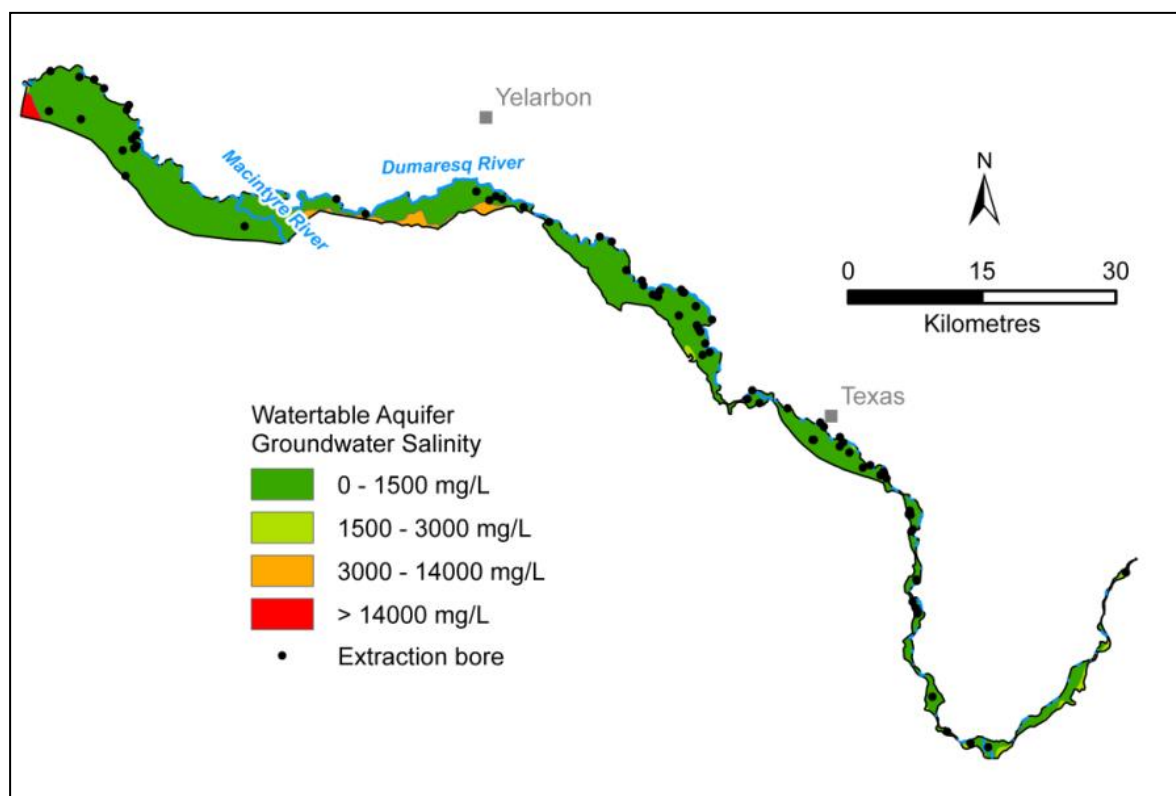 Yelarbon
Dumaresq River
Macintyre River
N
0 15 30
Kilometres
Texas
Watertable Aquifer
Groundwater Salinity
0 - 1500 mg/L
1500 - 3000 mg/L
3000 - 14000 mg/L
> 14000 mg/L
Extraction bore